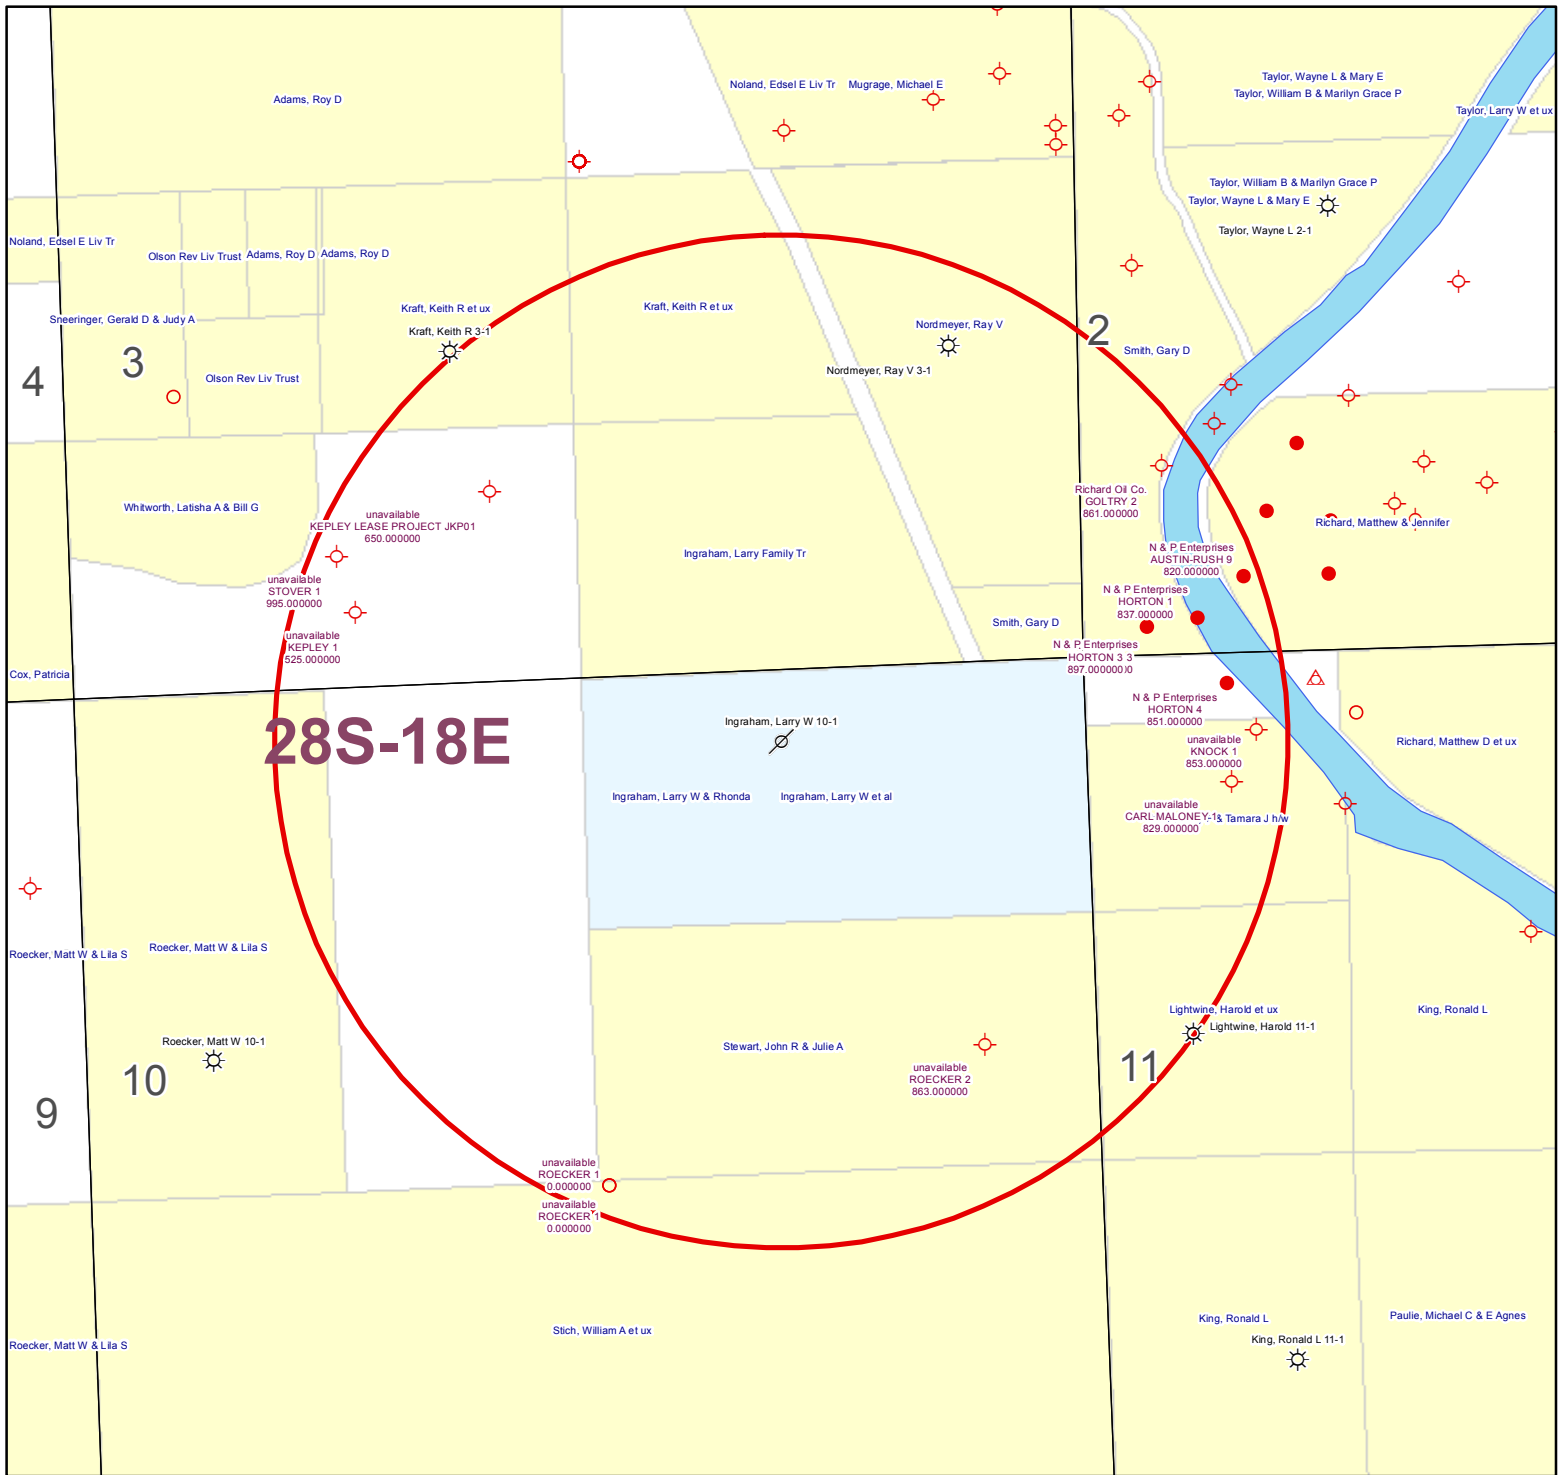 Adams, Roy D
Noland, Edsel E Liv Tr
Mugrage, Michael E
Taylor, Wayne L & Mary E
Taylor, William B & Marilyn Grace P
Taylor, Larry W et ux
Taylor, William B & Marilyn Grace P
Taylor, Wayne L & Mary E
Taylor, Wayne L 2-1
Noland, Edsel E Liv Tr
Olson Rev Liv Trust
Adams, Roy D
Adams, Roy D
Sneeringer, Gerald D & Judy A
Kraft, Keith R et ux
Kraft, Keith R 3-1
Kraft, Keith R et ux
Nordmeyer, Ray V
Nordmeyer, Ray V 3-1
2
Smith, Gary D
4
3
Olson Rev Liv Trust
Whitworth, Latisha A & Bill G
unavailable
KEPLEY LEASE PROJECT JKP01
650.000000
Richard Oil Co.
GOLTRY 2
861.000000
Richard, Matthew & Jennifer
Ingraham, Larry Family Tr
N & P Enterprises
AUSTIN-RUSH 9
820.000000
unavailable
STOVER 1
995.000000
N & P Enterprises
HORTON 1
837.000000
Smith, Gary D
unavailable
KEPLEY 1
525.000000
N & P Enterprises
HORTON 3
897.000000
Cox, Patricia
N & P Enterprises
HORTON 4
851.000000
28S-18E
Ingraham, Larry W 10-1
unavailable
KNOCK 1
853.000000
Richard, Matthew D et ux
Ingraham, Larry W & Rhonda
Ingraham, Larry W et al
unavailable
CARL MALONEY 1
829.000000
& Tamara J h/w
Roecker, Matt W & Lila S
Roecker, Matt W & Lila S
Lightwine, Harold et ux
Lightwine, Harold 11-1
King, Ronald L
Roecker, Matt W 10-1
Stewart, John R & Julie A
10
9
11
unavailable
ROECKER 2
863.000000
unavailable
ROECKER 1
0.000000
unavailable
ROECKER 1
0.000000
Stich, William A et ux
King, Ronald L
King, Ronald L 11-1
Paulie, Michael C & E Agnes
Roecker, Matt W & Lila S